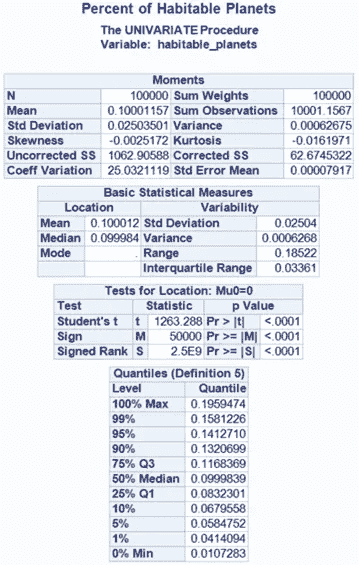 Percent of Habitable Planets
The UNIVARIATE Procedure
Variable: habitable_planets
Moments
N 100000 Sum Weights 100000
Mean 0.10001157 Sum Observations 10001.1567
Std Deviation 0.02503501 Variance 0.00062675
Skewness -0.0025172 Kurtosis -0.0161971
Uncorrected SS 1062.90588 Corrected SS 62.6745322
Coeff Variation 25.0321119 Std Error Mean 0.00007917
Basic Statistical Measures
Location Variability
Mean 0.100012 Std Deviation 0.02504
Median 0.099984 Variance 0.0006268
Mode . Range 0.18522
Interquartile Range 0.03361
Tests for Location: Mu0=0
Test Statistic p Value
Student's t t 1263.288 Pr > |t| <.0001
Sign M 50000 Pr >= |M| <.0001
Signed Rank S 2.5E9 Pr >= |S| <.0001
Quantiles (Definition 5)
Level Quantile
100% Max 0.1959474
99% 0.1581226
95% 0.1412710
90% 0.1320699
75% Q3 0.1168369
50% Median 0.0999839
25% Q1 0.0832301
10% 0.0679558
5% 0.0584752
1% 0.0414094
0% Min 0.0107283